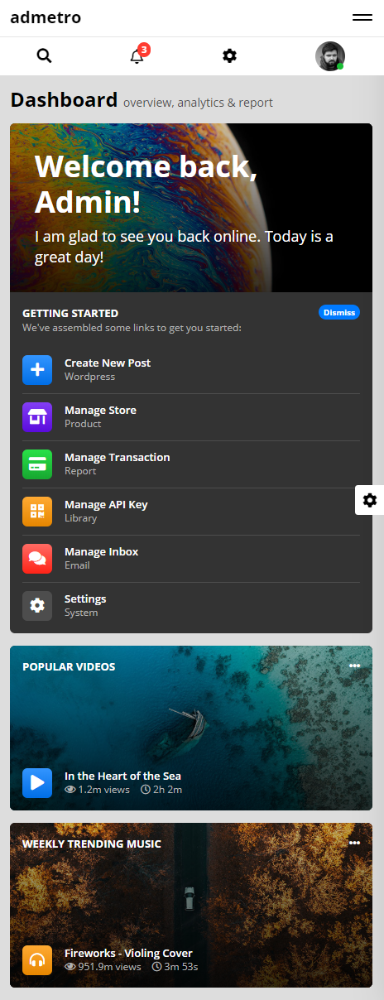 admetro
3
Dashboard overview, analytics & report
Welcome back,
Admin!
I am glad to see you back online. Today is a
great day!
GETTING STARTED
Dismiss
We've assembled some links to get you started:
Create New Post
Wordpress
Manage Store
Product
Manage Transaction
Report
Manage API Key
Library
Manage Inbox
Email
Settings
System
POPULAR VIDEOS
In the Heart of the Sea
1.2m views 2h 2m
WEEKLY TRENDING MUSIC
Fireworks - Violing Cover
951.9m views 3m 53s